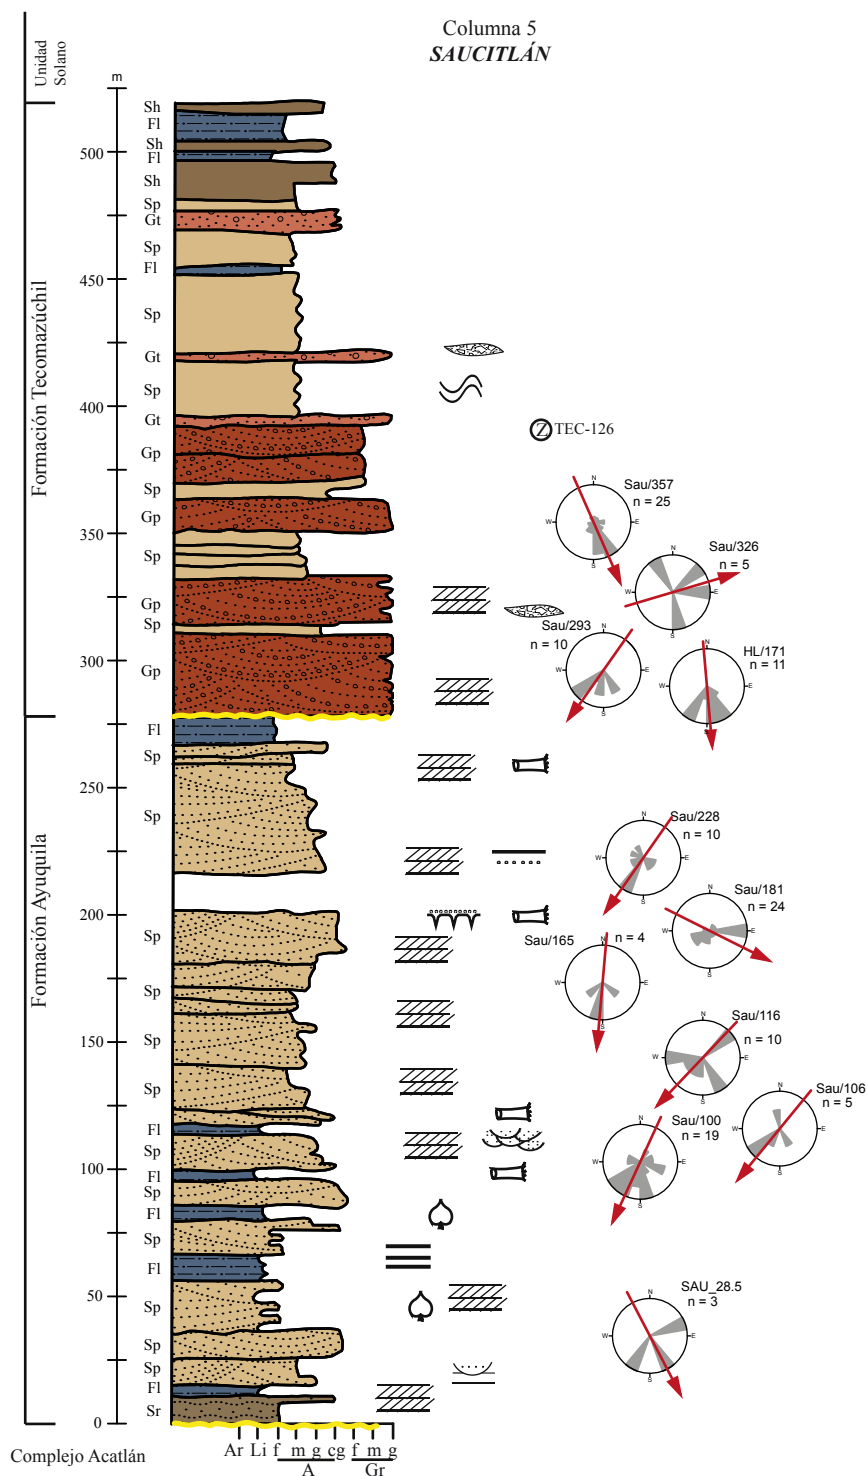 Columna 5
SAUCITLÁN
Unidad
Solano
m
Sh
Fl
Sh
Fl
500
Sh
Sp
Gt
Sp
Fl
450
Sp
Gt
Sp
400
Gt
TEC-126
Z
Gp
Sp
Gp
350
Sp
Gp
Sp
300
Gp
Formación Tecomazúchil
Sau/357
n = 25
N
W
E
S
Sau/326
n = 5
N
W
E
S
Sau/293
n = 10
N
W
E
S
HL/171
n = 11
N
W
E
S
Fl
Sp
250
Sp
200
Sp
Sp
150
Sp
Sp
Fl
Sp
100
Fl
Sp
Fl
Sp
Fl
50
Sp
Sp
Sp
Fl
Sr
0
Formación Ayuquila
Sau/228
n = 10
N
W
E
S
Sau/181
n = 24
N
W
E
S
Sau/165
n = 4
N
W
E
S
Sau/116
n = 10
N
W
E
S
Sau/106
n = 5
N
W
E
S
Sau/100
n = 19
N
W
E
S
SAU_28.5
n = 3
N
W
E
S
Complejo Acatlán
Ar Li f m g cg f m g
A Gr